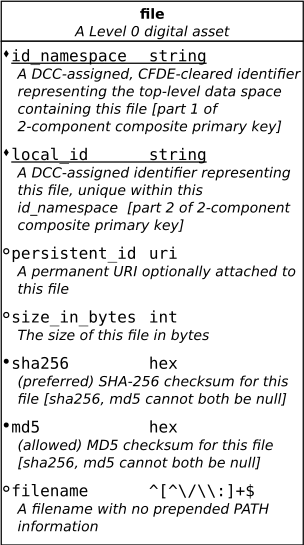 file
A Level 0 digital asset
id_namespace string
A DCC-assigned, CFDE-cleared identifier
representing the top-level data space
containing this file [part 1 of
2-component composite primary key]
local_id string
A DCC-assigned identifier representing
this file, unique within this
id_namespace [part 2 of 2-component
composite primary key]
persistent_id uri
A permanent URI optionally attached to
this file
size_in_bytes int
The size of this file in bytes
sha256 hex
(preferred) SHA-256 checksum for this
file [sha256, md5 cannot both be null]
md5 hex
(allowed) MD5 checksum for this file
[sha256, md5 cannot both be null]
filename ^[^\/\\:]+$
A filename with no prepended PATH
information